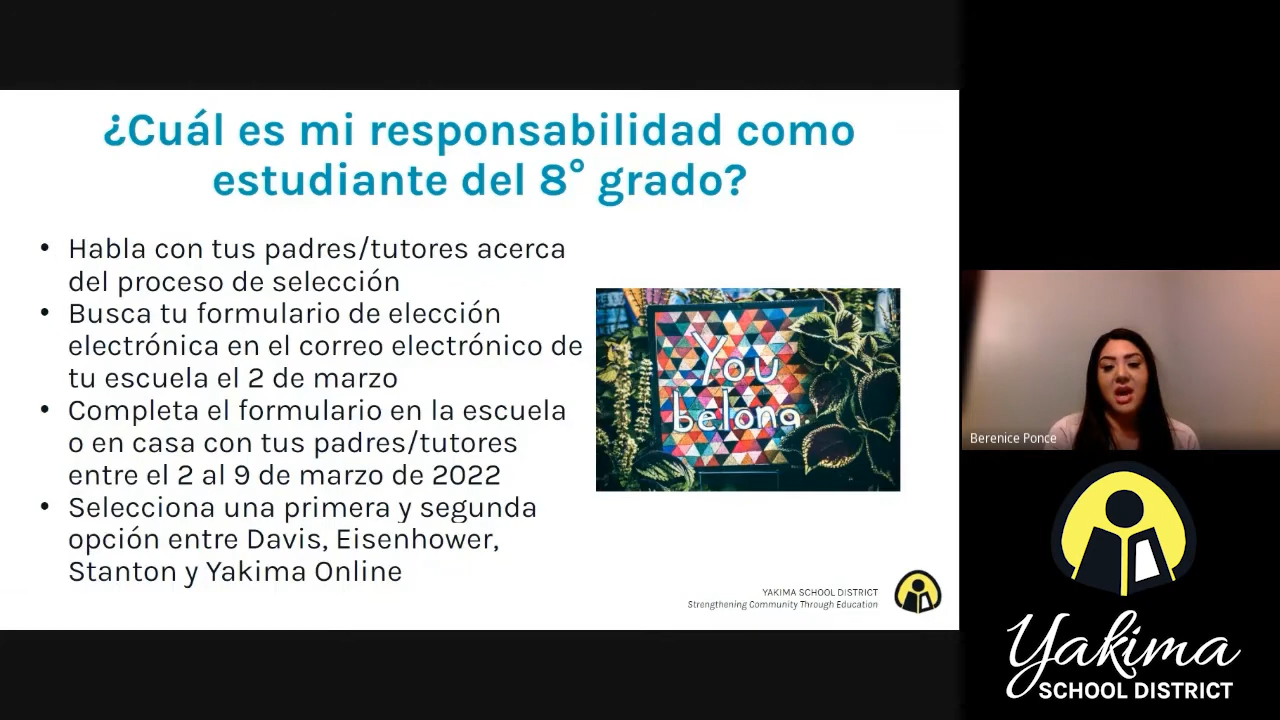 ¿Cuál es mi responsabilidad como
estudiante del 8° grado?
• Habla con tus padres/tutores acerca
del proceso de selección
• Busca tu formulario de elección
electrónica en el correo electrónico de
tu escuela el 2 de marzo
• Completa el formulario en la escuela
o en casa con tus padres/tutores
entre el 2 al 9 de marzo de 2022
• Selecciona una primera y segunda
opción entre Davis, Eisenhower,
Stanton y Yakima Online
You
belong.
YAKIMA SCHOOL DISTRICT
Strengthening Community Through Education
Berenice Ponce
Yakima
SCHOOL DISTRICT